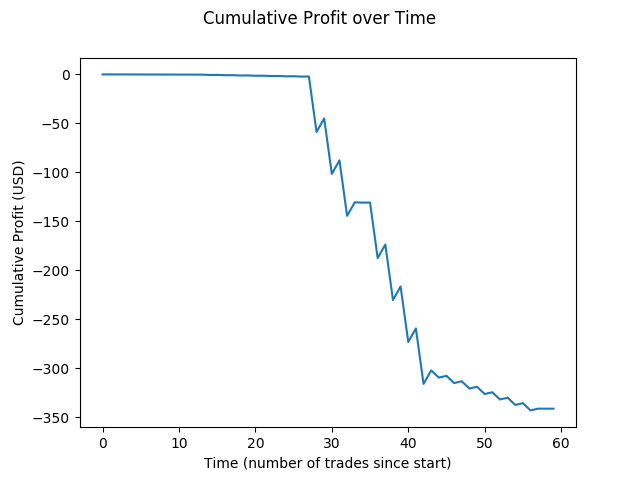 Cumulative Profit over Time
0
−50
−100
−150
−200
−250
−300
−350
Cumulative Profit (USD)
0 10 20 30 40 50 60
Time (number of trades since start)